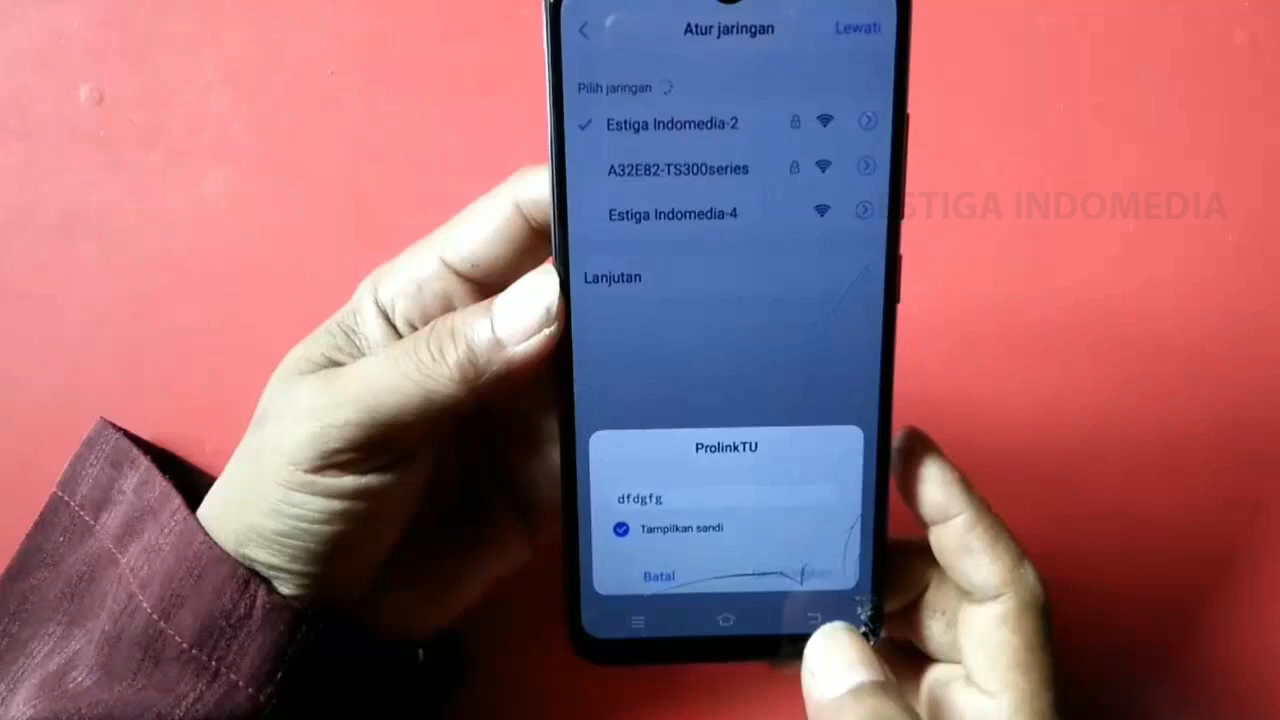 Atur jaringan
Lewati
Pilih jaringan
Estiga Indomedia-2
A32E82-TS300series
Estiga Indomedia-4
ESTIGA INDOMEDIA
Lanjutan
ProlinkTU
dfdgfg
Tampilkan sandi
Batal